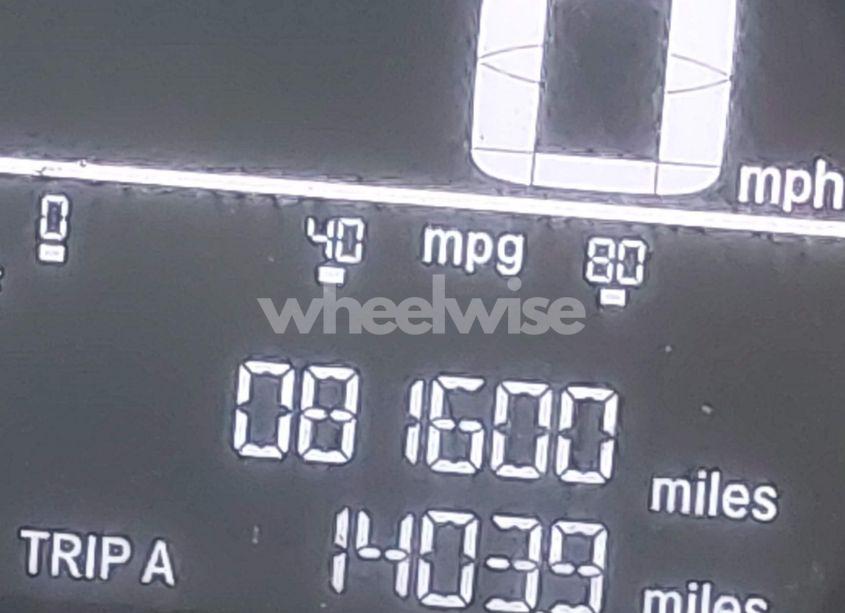 0 mph
0 40 mpg 80
wheelwise
081600 miles
TRIP A 14039 miles